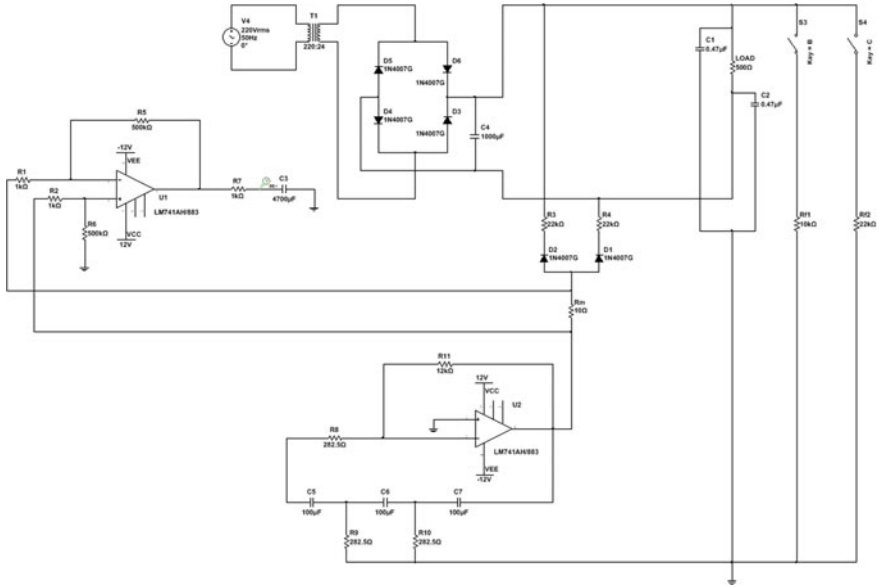 V4
220Vrms
50Hz
0°
T1
220:24
D5
1N4007G
D6
1N4007G
D4
1N4007G
D3
1N4007G
C4
1000µF
C1
0.47µF
LOAD
500Ω
C2
0.47µF
S3
Key = B
S4
Key = C
R5
500kΩ
-12V
VEE
R1
1kΩ
R2
1kΩ
U1
LM741AH/883
R6
500kΩ
VCC
12V
R7
1kΩ
C3
4700µF
R3
22kΩ
R4
22kΩ
D2
1N4007G
D1
1N4007G
Rf1
10kΩ
Rf2
22kΩ
Rm
10Ω
R11
12kΩ
12V
VCC
U2
R8
282.5Ω
LM741AH/883
VEE
-12V
C5
100µF
C6
100µF
C7
100µF
R9
282.5Ω
R10
282.5Ω